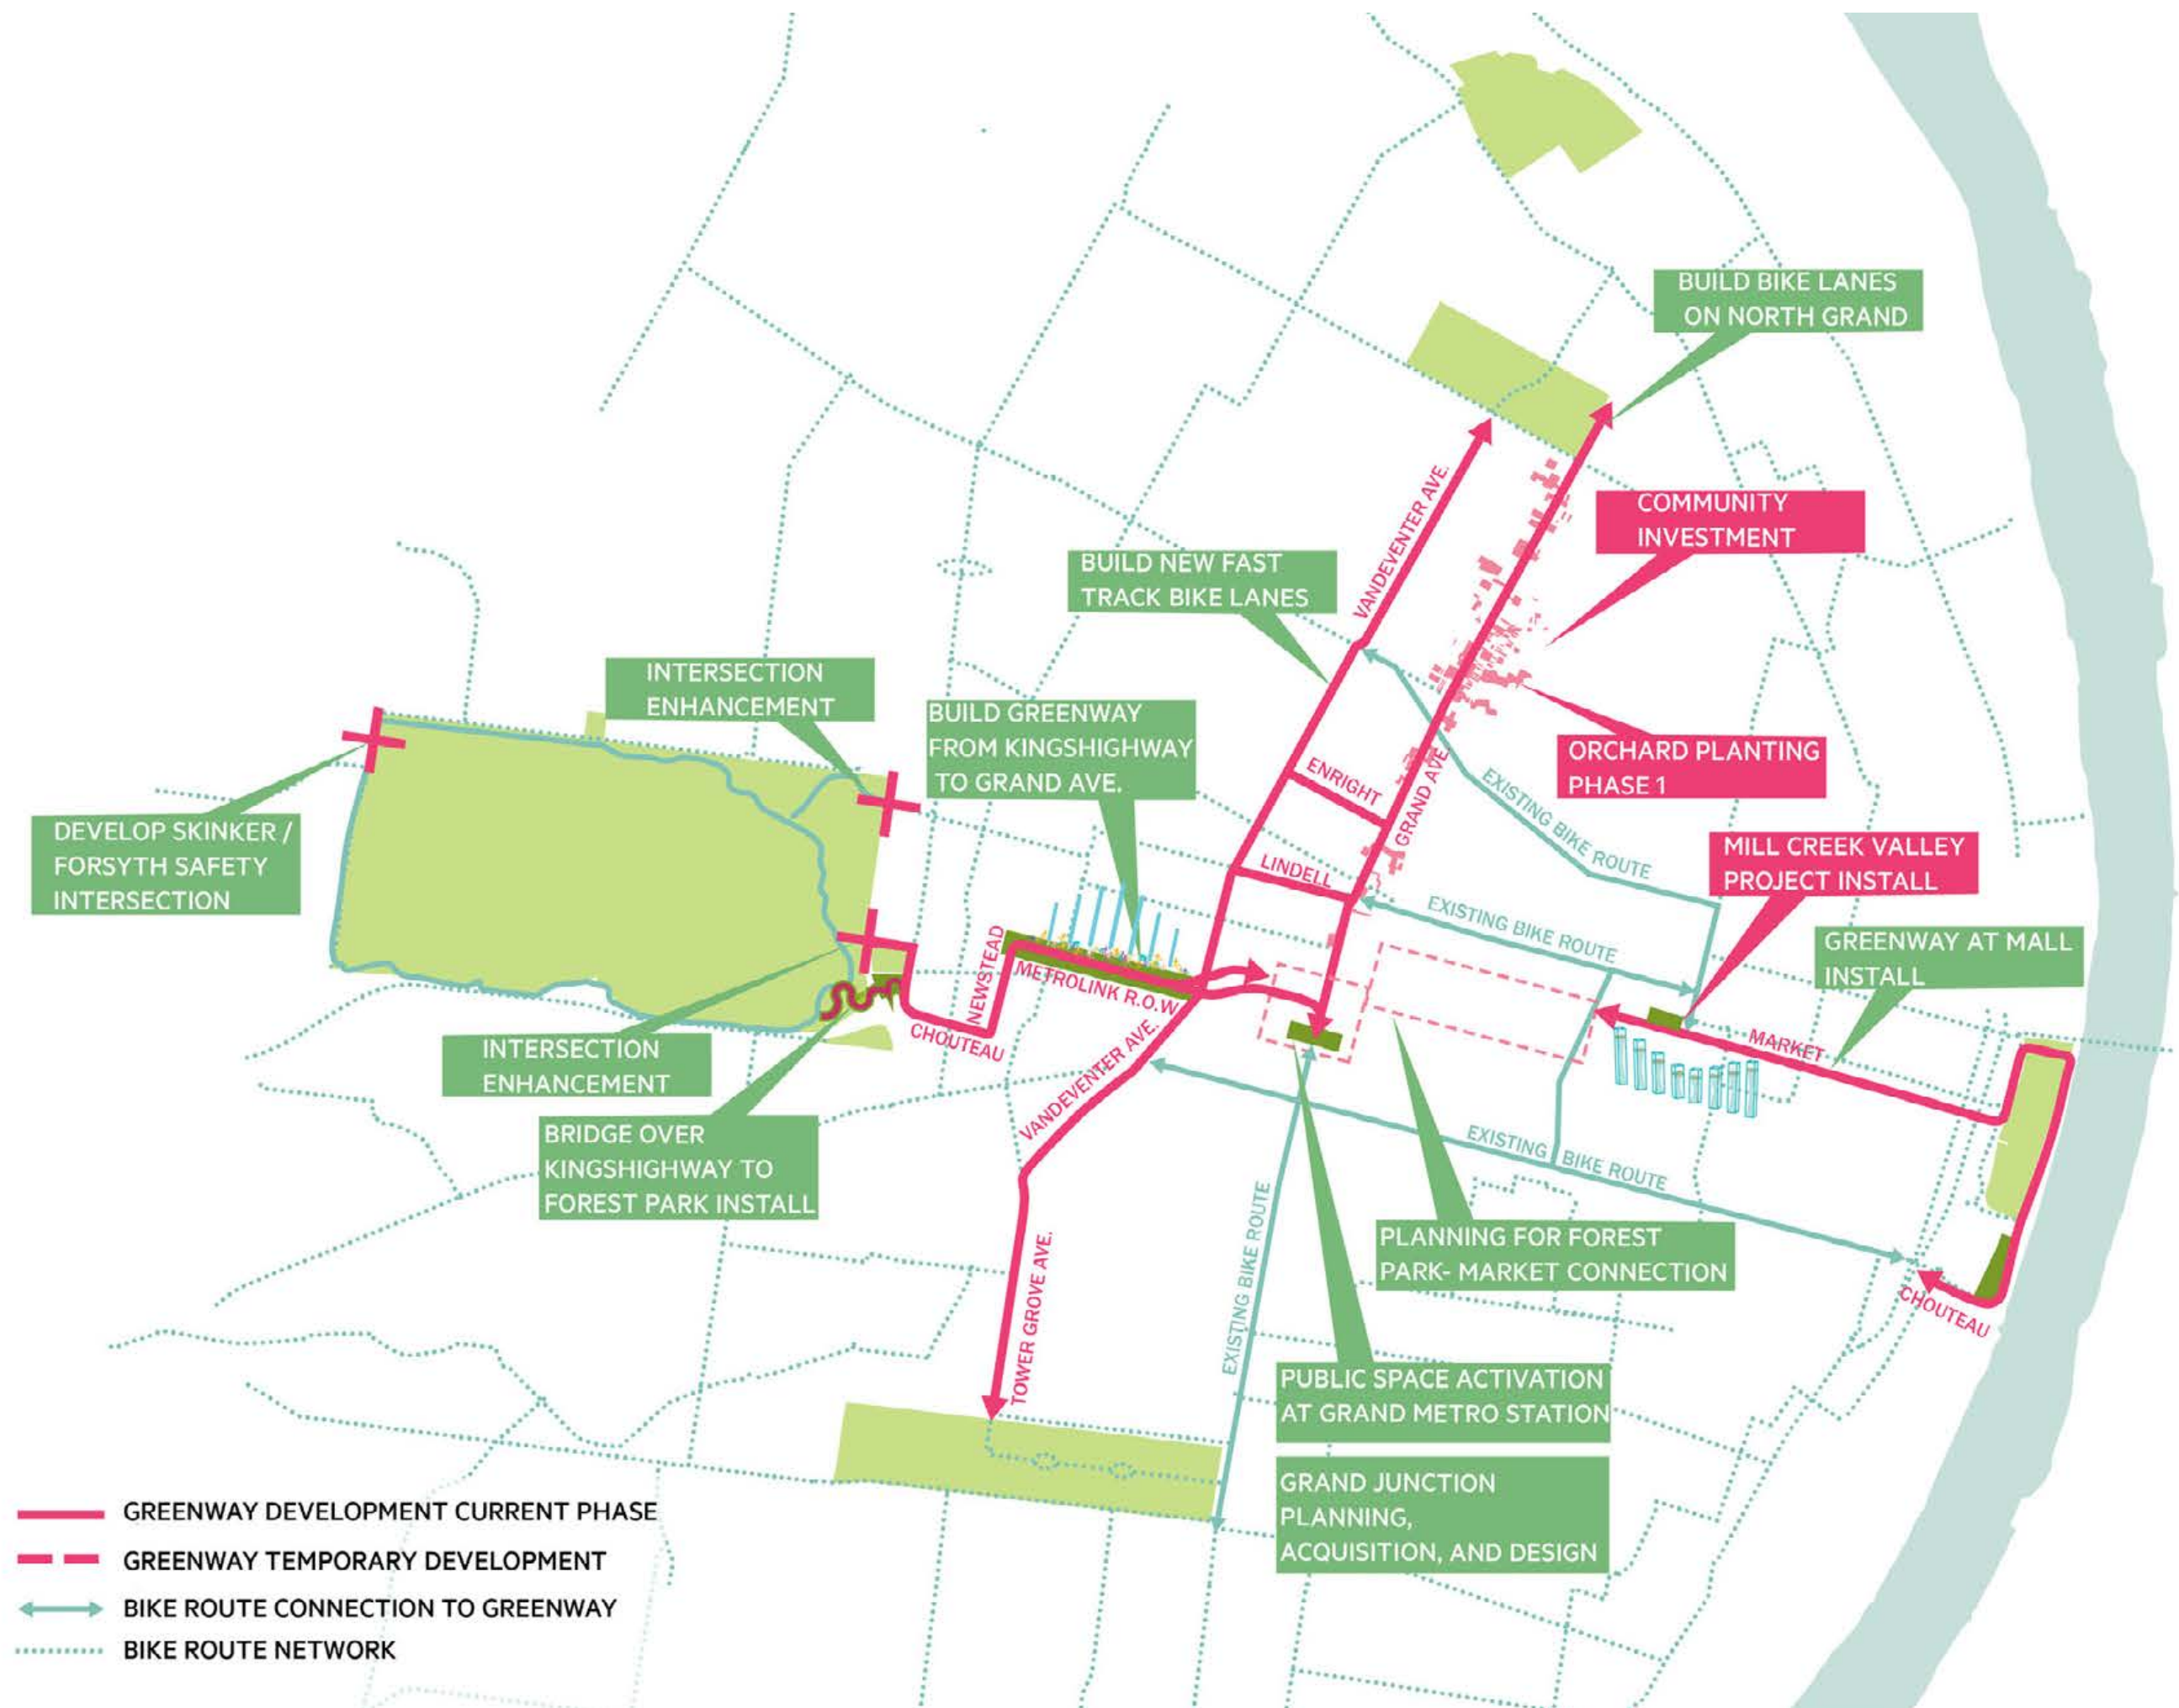 BUILD BIKE LANES
ON NORTH GRAND
COMMUNITY
INVESTMENT
VANDEVENTER AVE.
BUILD NEW FAST
TRACK BIKE LANES
INTERSECTION
ENHANCEMENT
BUILD GREENWAY
FROM KINGSHIGHWAY
TO GRAND AVE.
ORCHARD PLANTING
PHASE 1
ENRIGHT
GRAND AVE
EXISTING BIKE ROUTE
DEVELOP SKINKER /
FORSYTH SAFETY
INTERSECTION
MILL CREEK VALLEY
PROJECT INSTALL
LINDELL
EXISTING BIKE ROUTE
GREENWAY AT MALL
INSTALL
NEWSTEAD
METROLINK R.O.W
CHOUTEAU
MARKET
INTERSECTION
ENHANCEMENT
VANDEVENTER AVE.
BRIDGE OVER
KINGSHIGHWAY TO
FOREST PARK INSTALL
EXISTING BIKE ROUTE
PLANNING FOR FOREST
PARK- MARKET CONNECTION
EXISTING BIKE ROUTE
TOWER GROVE AVE.
CHOUTEAU
PUBLIC SPACE ACTIVATION
AT GRAND METRO STATION
GRAND JUNCTION
PLANNING,
ACQUISITION, AND DESIGN
GREENWAY DEVELOPMENT CURRENT PHASE
GREENWAY TEMPORARY DEVELOPMENT
BIKE ROUTE CONNECTION TO GREENWAY
BIKE ROUTE NETWORK